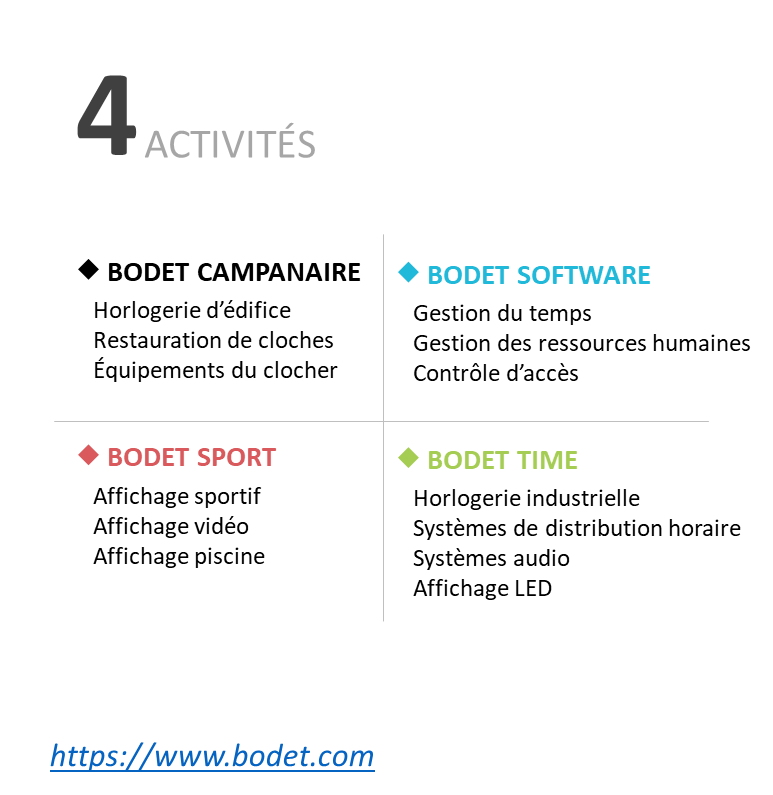 4 ACTIVITÉS
BODET CAMPANAIRE
Horlogerie d’édifice
Restauration de cloches
Équipements du clocher
BODET SOFTWARE
Gestion du temps
Gestion des ressources humaines
Contrôle d’accès
BODET SPORT
Affichage sportif
Affichage vidéo
Affichage piscine
BODET TIME
Horlogerie industrielle
Systèmes de distribution horaire
Systèmes audio
Affichage LED
https://www.bodet.com